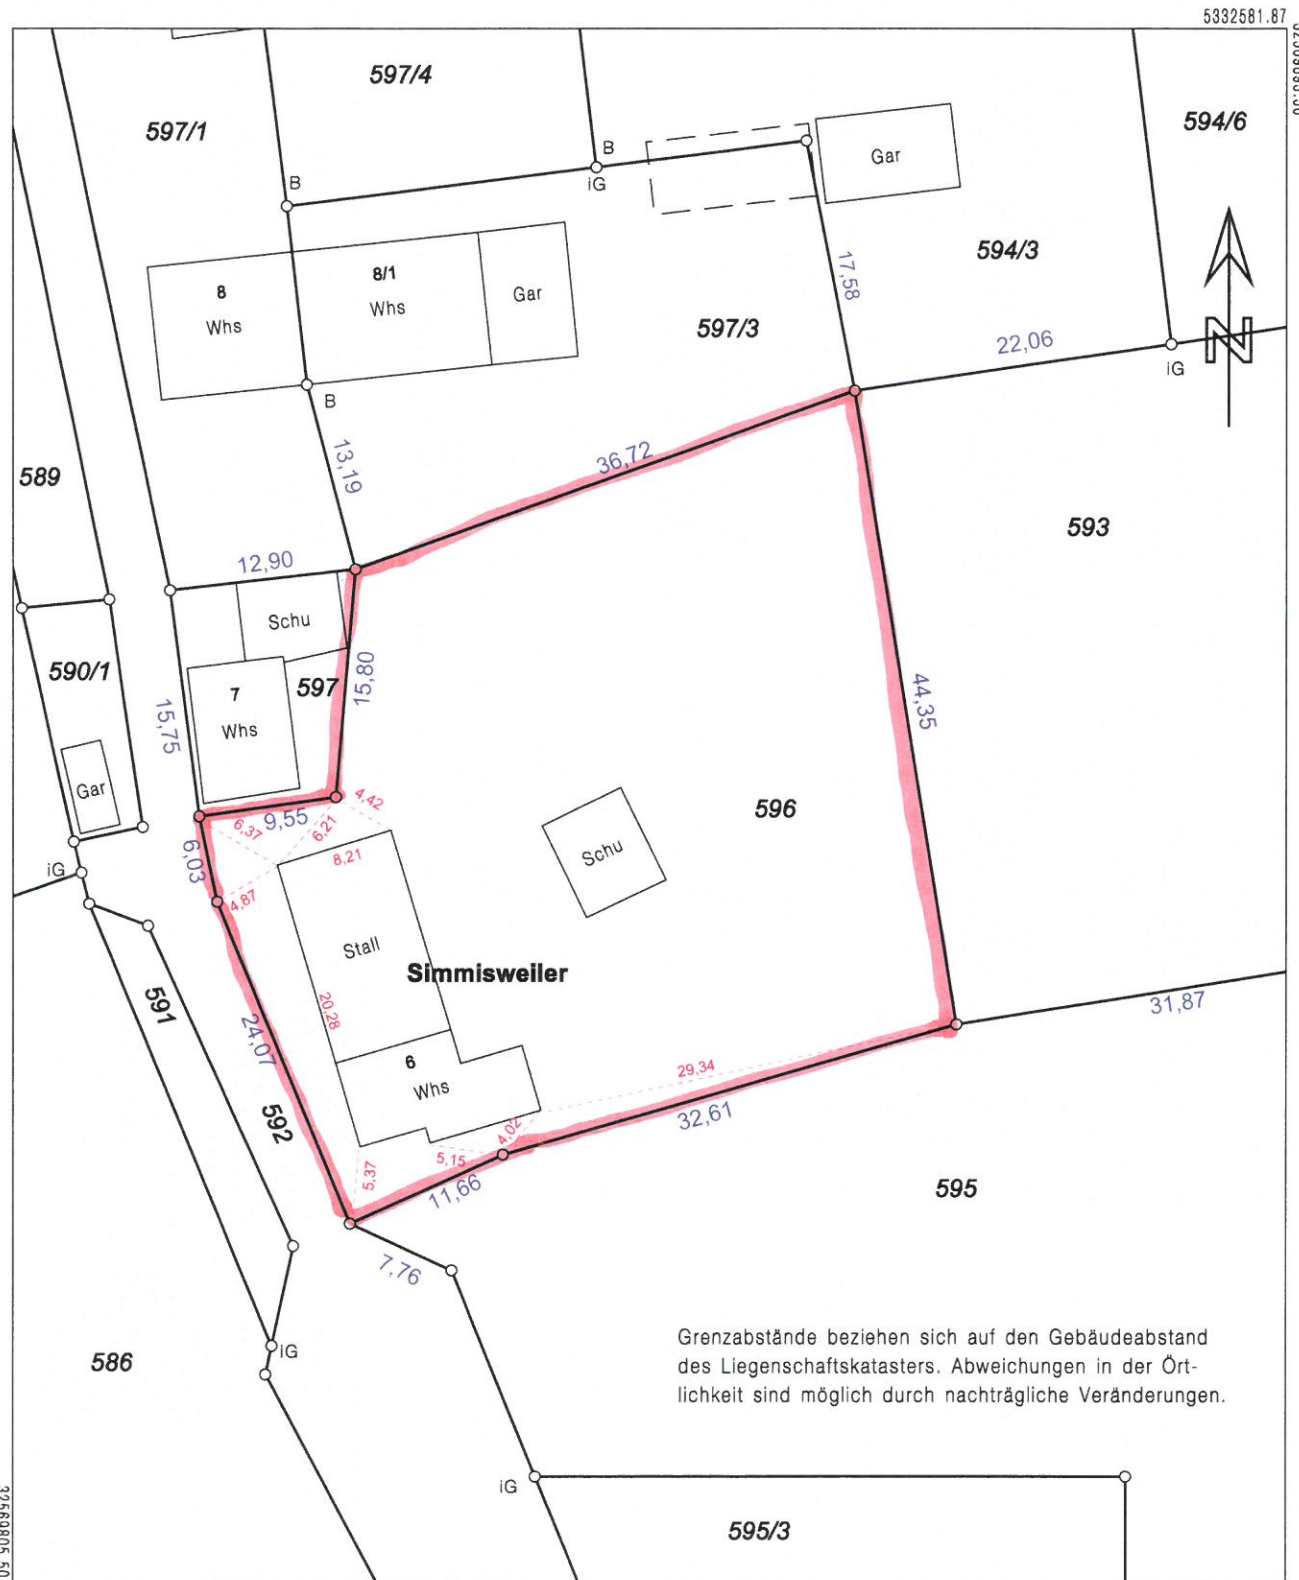 5332581.87
597/4
597/1
594/6
B
iG
Gar
B
594/3
8
Whs
8/1
Whs
Gar
17,58
597/3
22,06
iG
N
B
13,19
36,72
589
593
12,90
Schu
590/1
597
15,80
7
Whs
15,75
44,35
Gar
9,55
4,42
596
6,37
6,21
8,21
Schu
6,03
iG
4,87
Stall
Simmisweiler
591
20,28
24,07
31,87
6
Whs
29,34
592
4,02
32,61
5,15
5,37
11,66
595
7,76
Grenzabstände beziehen sich auf den Gebäudeabstand
des Liegenschaftskatasters. Abweichungen in der Ört-
lichkeit sind möglich durch nachträgliche Veränderungen.
iG
586
iG
595/3